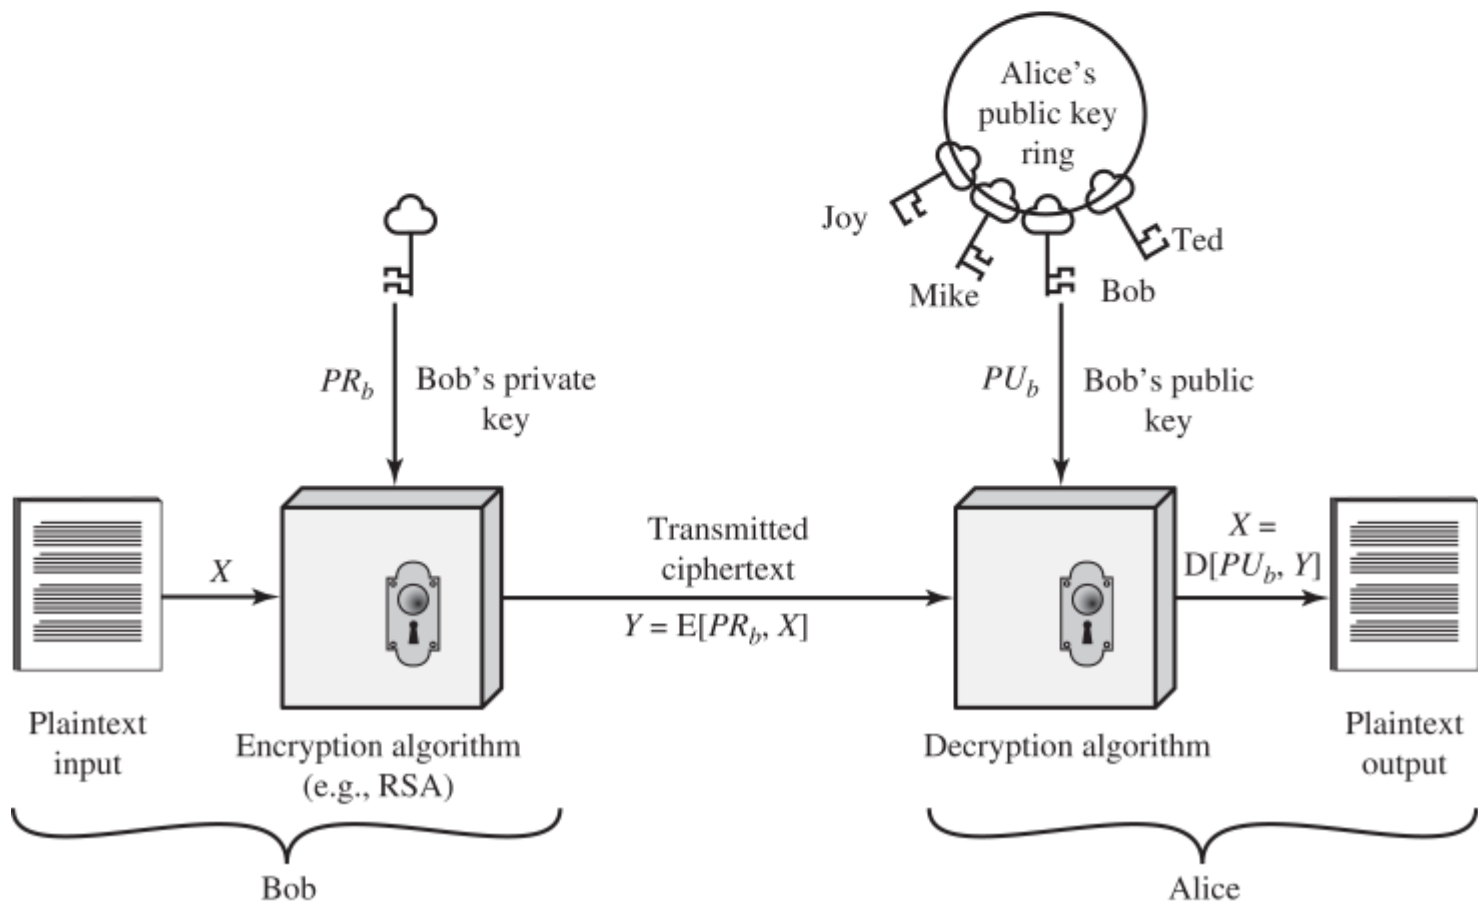 Alice’s
public key
ring
Joy
Mike
Bob
Ted
PR_b
Bob’s private
key
PU_b
Bob’s public
key
X
Transmitted
ciphertext
Y = E[PR_b, X]
X =
D[PU_b, Y]
Plaintext
input
Encryption algorithm
(e.g., RSA)
Decryption algorithm
Plaintext
output
Bob
Alice